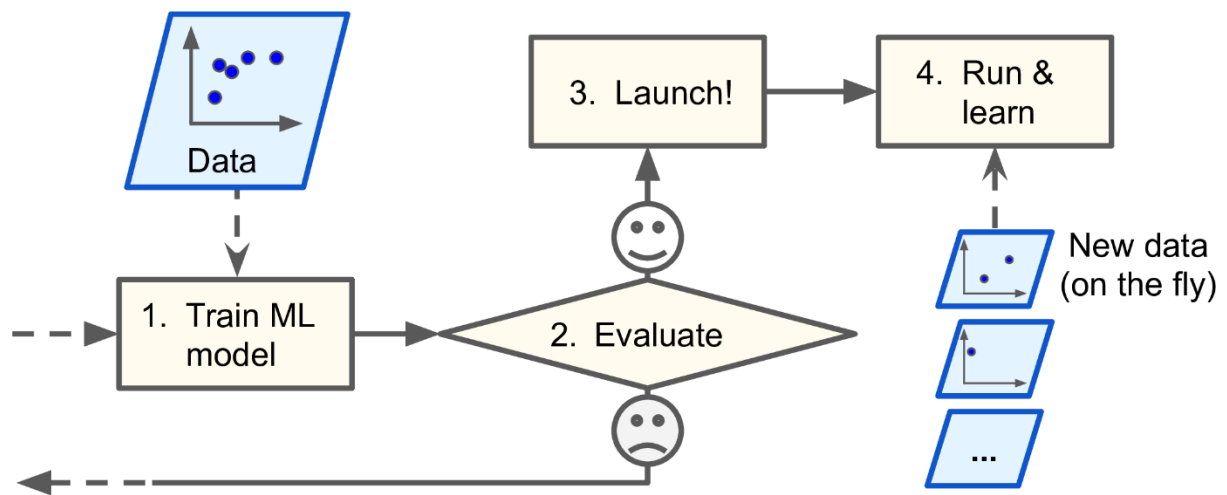 Data
1. Train ML
model
2. Evaluate
3. Launch!
4. Run &
learn
New data
(on the fly)
...